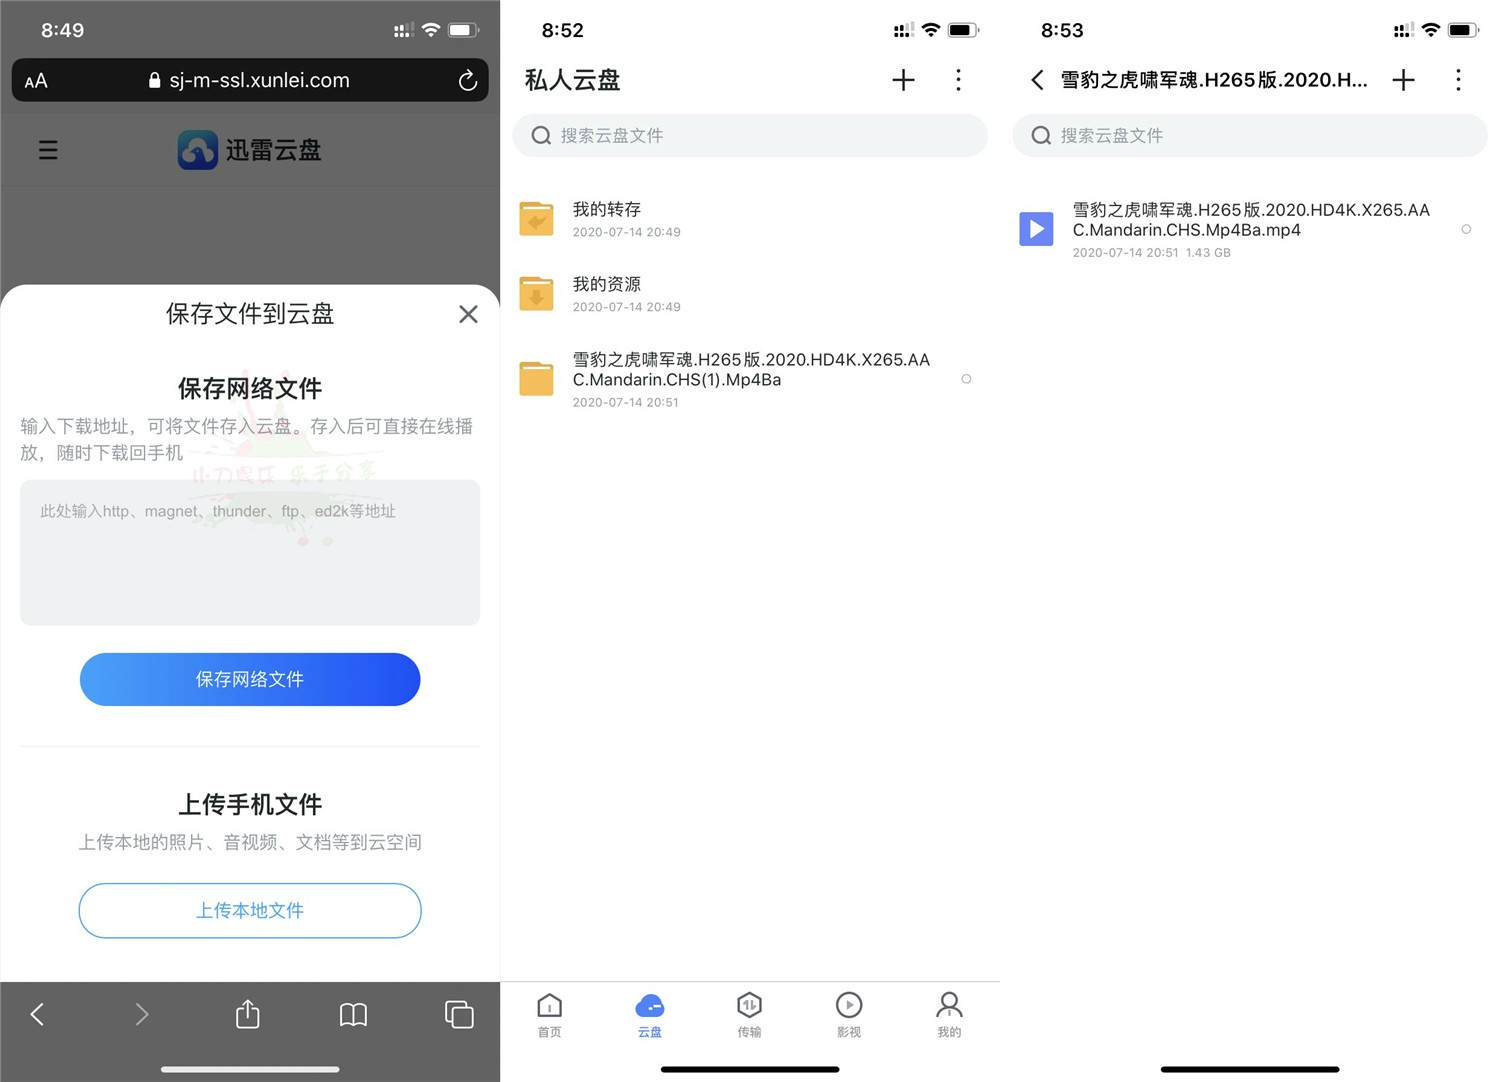 8:49
AA
sj-m-ssl.xunlei.com
迅雷云盘
保存文件到云盘
保存网络文件
输入下载地址，可将文件存入云盘。存入后可直接在线播
放，随时下载回手机
小刀娱乐 乐于分享
此处输入http、magnet、thunder、ftp、ed2k等地址
保存网络文件
上传手机文件
上传本地的照片、音视频、文档等到云空间
上传本地文件
8:52
私人云盘
搜索云盘文件
我的转存
2020-07-14 20:49
我的资源
2020-07-14 20:49
雪豹之虎啸军魂.H265版.2020.HD4K.X265.AA
C.Mandarin.CHS(1).Mp4Ba
2020-07-14 20:51
首页
云盘
传输
影视
我的
8:53
雪豹之虎啸军魂.H265版.2020.H...
搜索云盘文件
雪豹之虎啸军魂.H265版.2020.HD4K.X265.AA
C.Mandarin.CHS.Mp4Ba.mp4
2020-07-14 20:51 1.43 GB